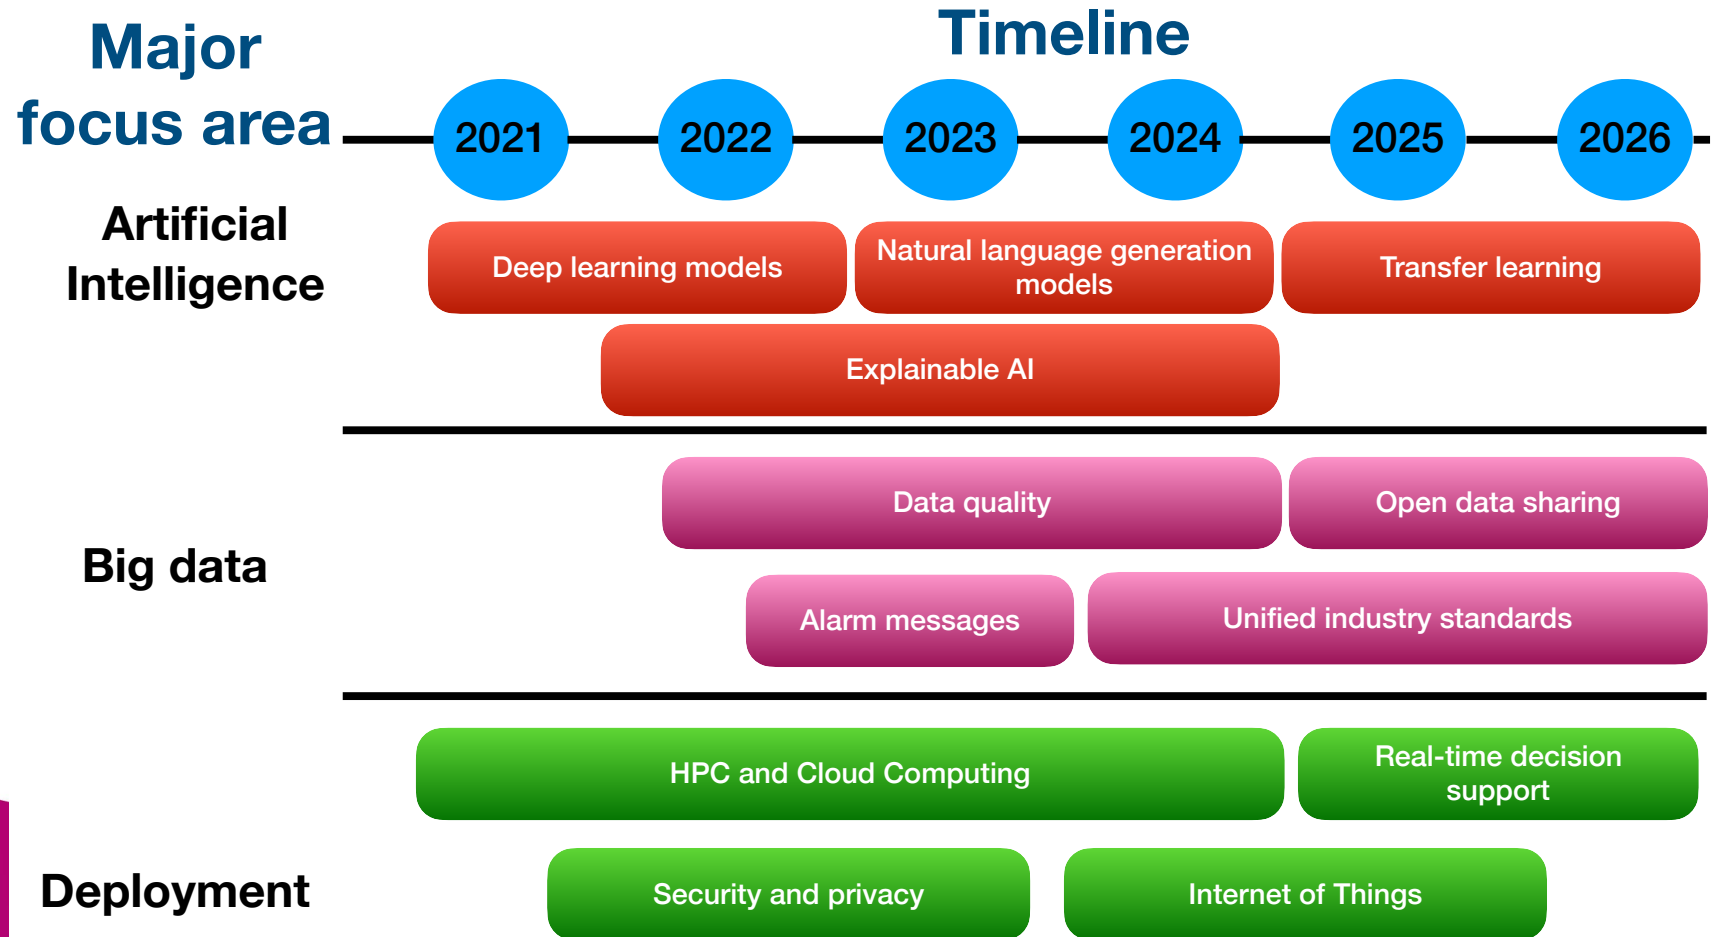 Major
focus area
Timeline
2021
2022
2023
2024
2025
2026
Artificial
Intelligence
Deep learning models
Natural language generation
models
Transfer learning
Explainable AI
Big data
Data quality
Open data sharing
Alarm messages
Unified industry standards
Deployment
HPC and Cloud Computing
Real-time decision
support
Security and privacy
Internet of Things